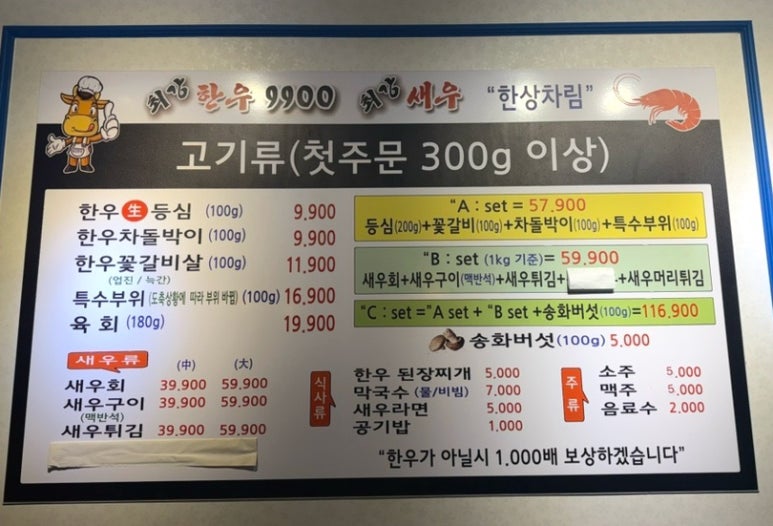 최강 한우 9900 최강 새우 "한상차림"
고기류(첫주문 300g 이상)
한우 生 등심 (100g) 9.900
한우차돌박이 (100g) 9.900
한우꽃갈비살 (100g) 11.900
(업진 / 늑간)
특수부위 (도축상황에 따라 부위 바뀜) (100g) 16.900
육 회 (180g) 19.900
"A : set = 57.900
등심(200g)+꽃갈비(100g)+차돌박이(100g)+특수부위(100g)
"B : set (1kg 기준)= 59.900
새우회+새우구이(맥반석)+새우튀김+ +새우머리튀김
"C : set ="A set + "B set +송화버섯(100g)=116.900
송화버섯(100g) 5.000
새우류 (中) (大)
새우회 39.900 59.900
새우구이 39.900 59.900
(맥반석)
새우튀김 39.900 59.900
식사류
한우 된장찌개 5.000
막국수 (물/비빔) 7.000
새우라면 5.000
공기밥 1.000
주류
소주 5.000
맥주 5.000
음료수 2.000
"한우가 아닐시 1.000배 보상하겠습니다"